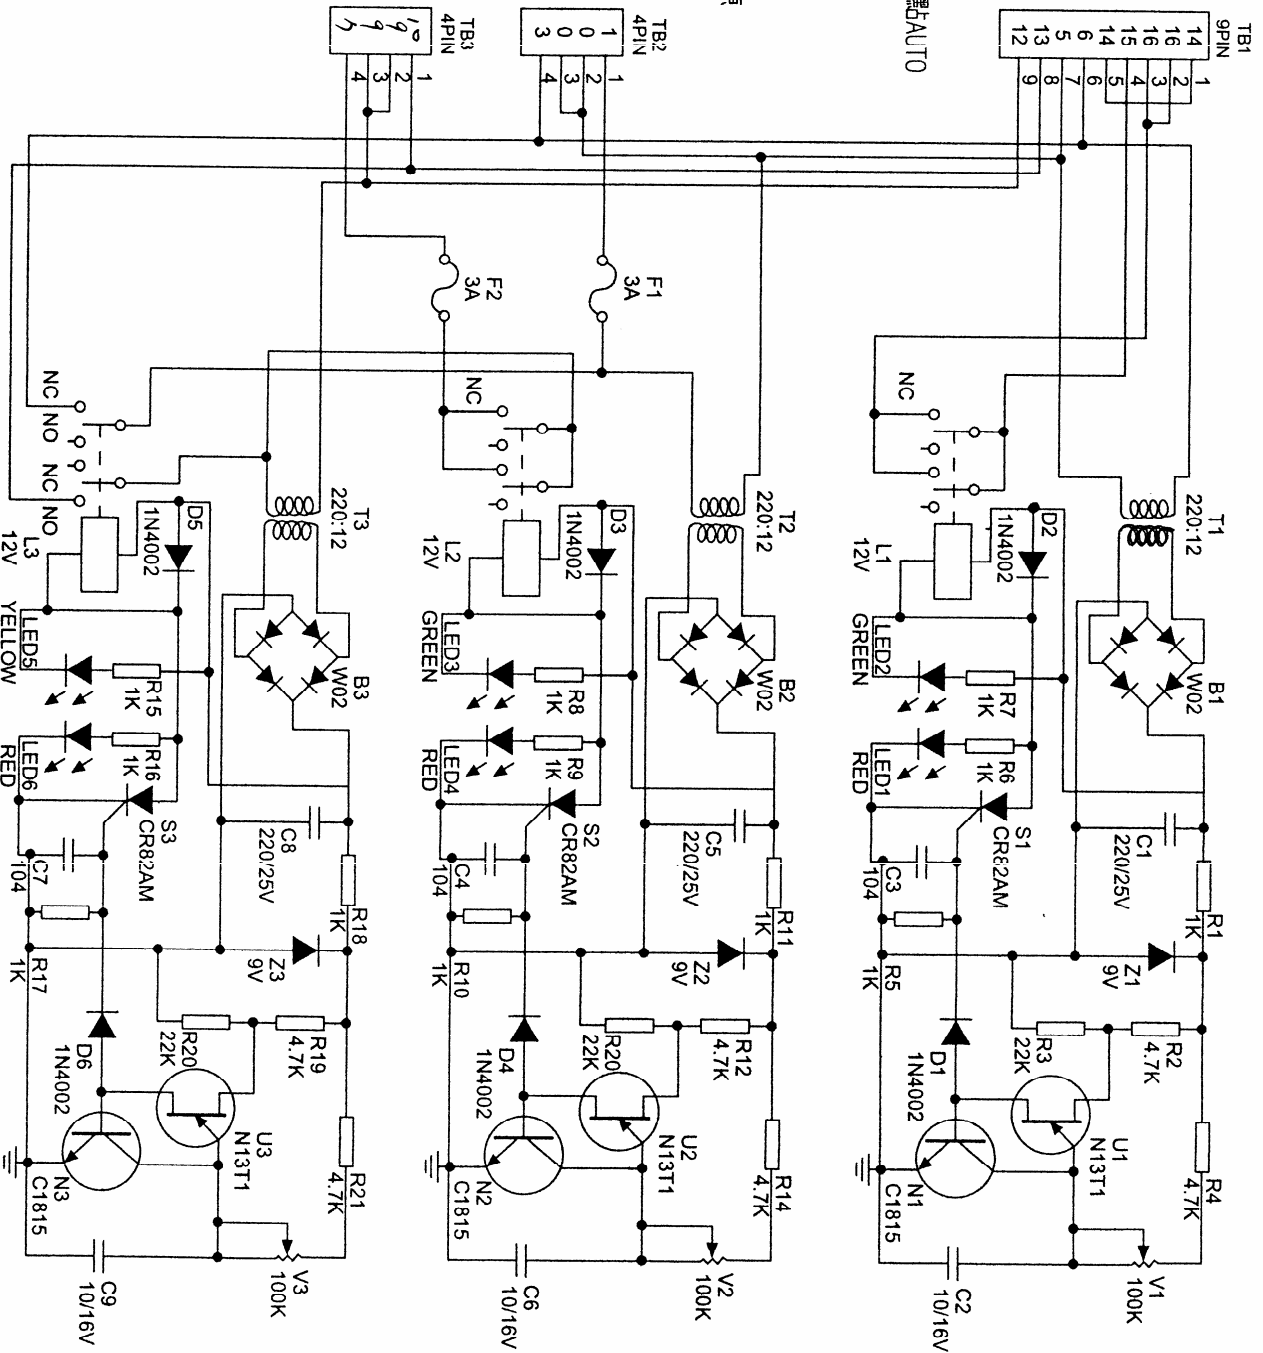 點AUTO
TB1
9PIN
14
16
16
15
14
6
5
13
12
1
2
3
4
5
6
7
8
9
TB2
4PIN
1
0
0
3
1
2
3
4
TB3
4PIN
1
2
3
4
F1
3A
F2
3A
NC
T1
220:12
D2
1N4002
L1
12V
B1
W02
LED2
GREEN
R7
1K
R6
1K
LED1
RED
S1
CR82AM
C1
220/25V
C3
104
R1
1K
R5
1K
Z1
9V
R2
4.7K
R3
22K
D1
1N4002
U1
N13T1
R4
4.7K
N1
C1815
V1
100K
C2
10/16V
NC
T2
220:12
D3
1N4002
L2
12V
B2
W02
LED3
GREEN
R8
1K
R9
1K
LED4
RED
S2
CR82AM
C5
220/25V
C4
104
R11
1K
R10
1K
Z2
9V
R12
4.7K
R20
22K
D4
1N4002
U2
N13T1
R14
4.7K
N2
C1815
V2
100K
C6
10/16V
NC
NO
NC
NO
T3
220:12
D5
1N4002
L3
12V
B3
W02
LED5
YELLOW
R15
1K
R16
1K
LED6
RED
S3
CR82AM
C8
220/25V
C7
104
R18
1K
R17
1K
Z3
9V
R19
4.7K
R20
22K
D6
1N4002
U3
N13T1
R21
4.7K
N3
C1815
V3
100K
C9
10/16V